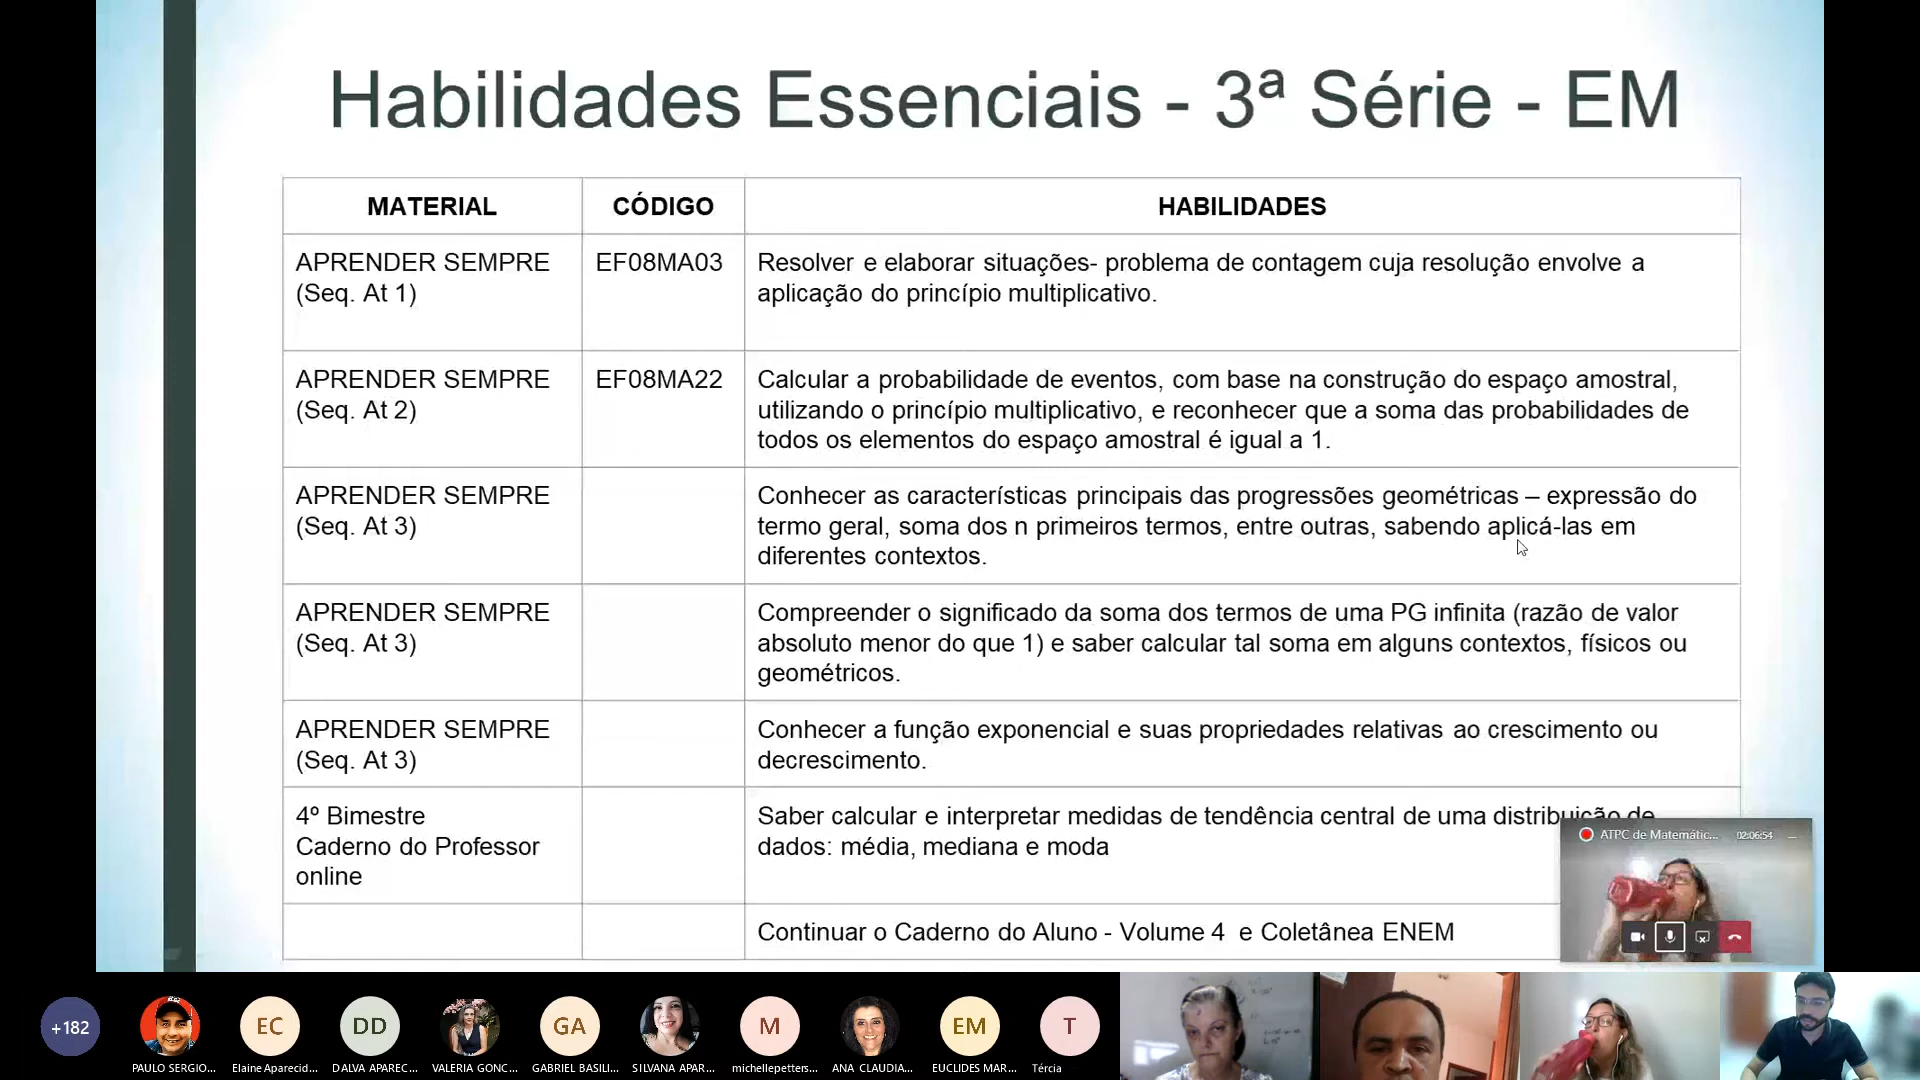 Habilidades Essenciais - 3ª Série - EM
MATERIAL
CÓDIGO
HABILIDADES
APRENDER SEMPRE
(Seq. At 1)
EF08MA03
Resolver e elaborar situações- problema de contagem cuja resolução envolve a
aplicação do princípio multiplicativo.
APRENDER SEMPRE
(Seq. At 2)
EF08MA22
Calcular a probabilidade de eventos, com base na construção do espaço amostral,
utilizando o princípio multiplicativo, e reconhecer que a soma das probabilidades de
todos os elementos do espaço amostral é igual a 1.
APRENDER SEMPRE
(Seq. At 3)
Conhecer as características principais das progressões geométricas – expressão do
termo geral, soma dos n primeiros termos, entre outras, sabendo aplicá-las em
diferentes contextos.
APRENDER SEMPRE
(Seq. At 3)
Compreender o significado da soma dos termos de uma PG infinita (razão de valor
absoluto menor do que 1) e saber calcular tal soma em alguns contextos, físicos ou
geométricos.
APRENDER SEMPRE
(Seq. At 3)
Conhecer a função exponencial e suas propriedades relativas ao crescimento ou
decrescimento.
4º Bimestre
Caderno do Professor
online
Saber calcular e interpretar medidas de tendência central de uma distribuição de
dados: média, mediana e moda
Continuar o Caderno do Aluno - Volume 4 e Coletânea ENEM
ATPC de Matemátic...
02:06:54
+182
EC
DD
GA
M
EM
T
PAULO SERGIO...
Elaine Aparecid...
DALVA APAREC...
VALERIA GONC...
GABRIEL BASILI...
SILVANA APAR...
michellepetters...
ANA CLAUDIA...
EUCLIDES MAR...
Tércia